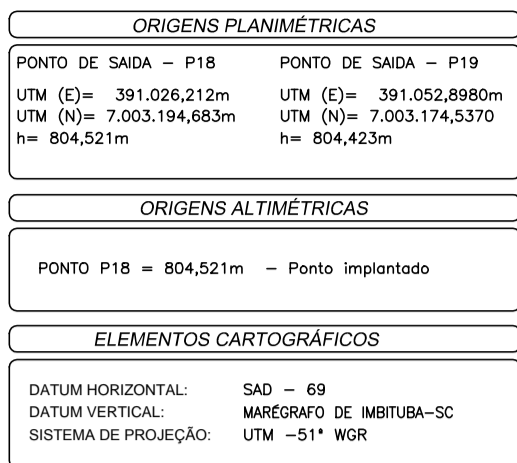 ORIGENS PLANIMÉTRICAS
PONTO DE SAIDA – P18 PONTO DE SAIDA – P19
UTM (E)= 391.026,212m UTM (E)= 391.052,8980m
UTM (N)= 7.003.194,683m UTM (N)= 7.003.174,5370
h= 804,521m h= 804,423m
ORIGENS ALTIMÉTRICAS
PONTO P18 = 804,521m – Ponto implantado
ELEMENTOS CARTOGRÁFICOS
DATUM HORIZONTAL: SAD – 69
DATUM VERTICAL: MARÉGRAFO DE IMBITUBA–SC
SISTEMA DE PROJEÇÃO: UTM –51° WGR